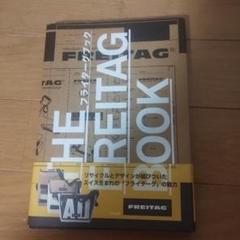 FREITAG
フライターグブック
THE
FREITAG
BOOK
リサイクルとデザインが結びついた
スイス生まれの「フライターグ」の魅力
FREITAG